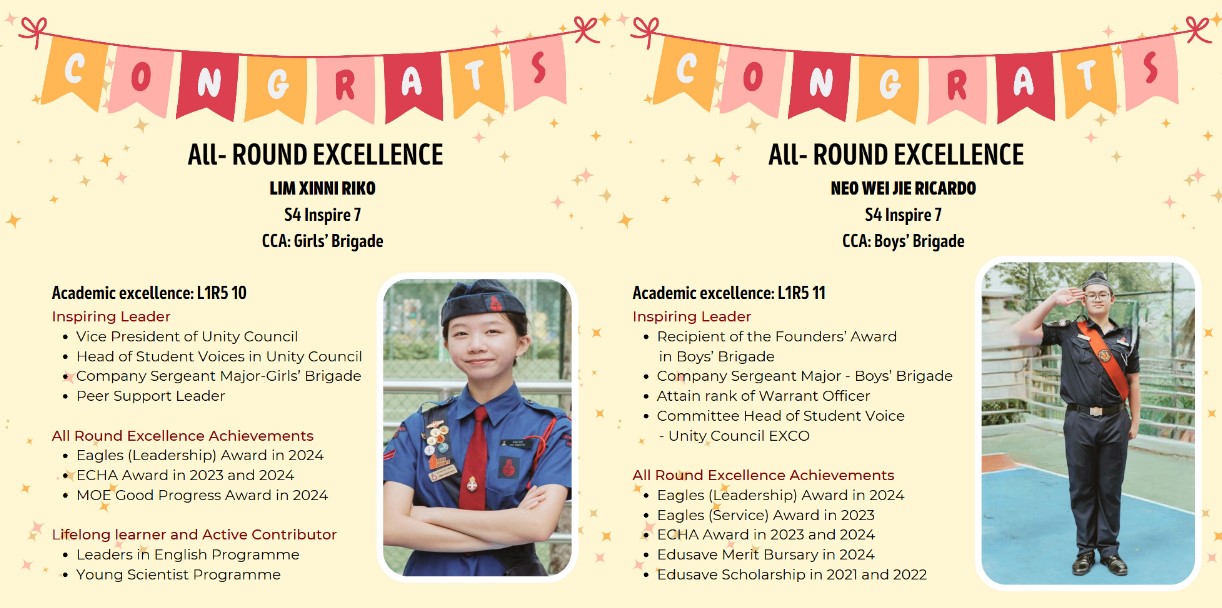 CONGRATS
All- ROUND EXCELLENCE
LIM XINNI RIKO
S4 Inspire 7
CCA: Girls’ Brigade
Academic excellence: L1R5 10
Inspiring Leader
• Vice President of Unity Council
• Head of Student Voices in Unity Council
• Company Sergeant Major-Girls’ Brigade
• Peer Support Leader
All Round Excellence Achievements
• Eagles (Leadership) Award in 2024
• ECHA Award in 2023 and 2024
• MOE Good Progress Award in 2024
Lifelong learner and Active Contributor
• Leaders in English Programme
• Young Scientist Programme
CONGRATS
All- ROUND EXCELLENCE
NEO WEI JIE RICARDO
S4 Inspire 7
CCA: Boys’ Brigade
Academic excellence: L1R5 11
Inspiring Leader
• Recipient of the Founders’ Award
in Boys’ Brigade
• Company Sergeant Major - Boys’ Brigade
• Attain rank of Warrant Officer
• Committee Head of Student Voice
- Unity Council EXCO
All Round Excellence Achievements
• Eagles (Leadership) Award in 2024
• Eagles (Service) Award in 2023
• ECHA Award in 2023 and 2024
• Edusave Merit Bursary in 2024
• Edusave Scholarship in 2021 and 2022